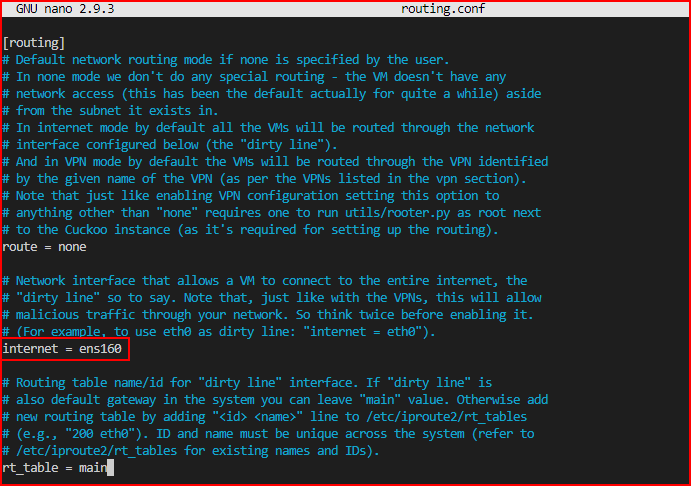 GNU nano 2.9.3 routing.conf
[routing]
# Default network routing mode if none is specified by the user.
# In none mode we don't do any special routing - the VM doesn't have any
# network access (this has been the default actually for quite a while) aside
# from the subnet it exists in.
# In internet mode by default all the VMs will be routed through the network
# interface configured below (the "dirty line").
# And in VPN mode by default the VMs will be routed through the VPN identified
# by the given name of the VPN (as per the VPNs listed in the vpn section).
# Note that just like enabling VPN configuration setting this option to
# anything other than "none" requires one to run utils/rooter.py as root next
# to the Cuckoo instance (as it's required for setting up the routing).
route = none
# Network interface that allows a VM to connect to the entire internet, the
# "dirty line" so to say. Note that, just like with the VPNs, this will allow
# malicious traffic through your network. So think twice before enabling it.
# (For example, to use eth0 as dirty line: "internet = eth0").
internet = ens160
# Routing table name/id for "dirty line" interface. If "dirty line" is
# also default gateway in the system you can leave "main" value. Otherwise add
# new routing table by adding "<id> <name>" line to /etc/iproute2/rt_tables
# (e.g., "200 eth0"). ID and name must be unique across the system (refer to
# /etc/iproute2/rt_tables for existing names and IDs).
rt_table = main